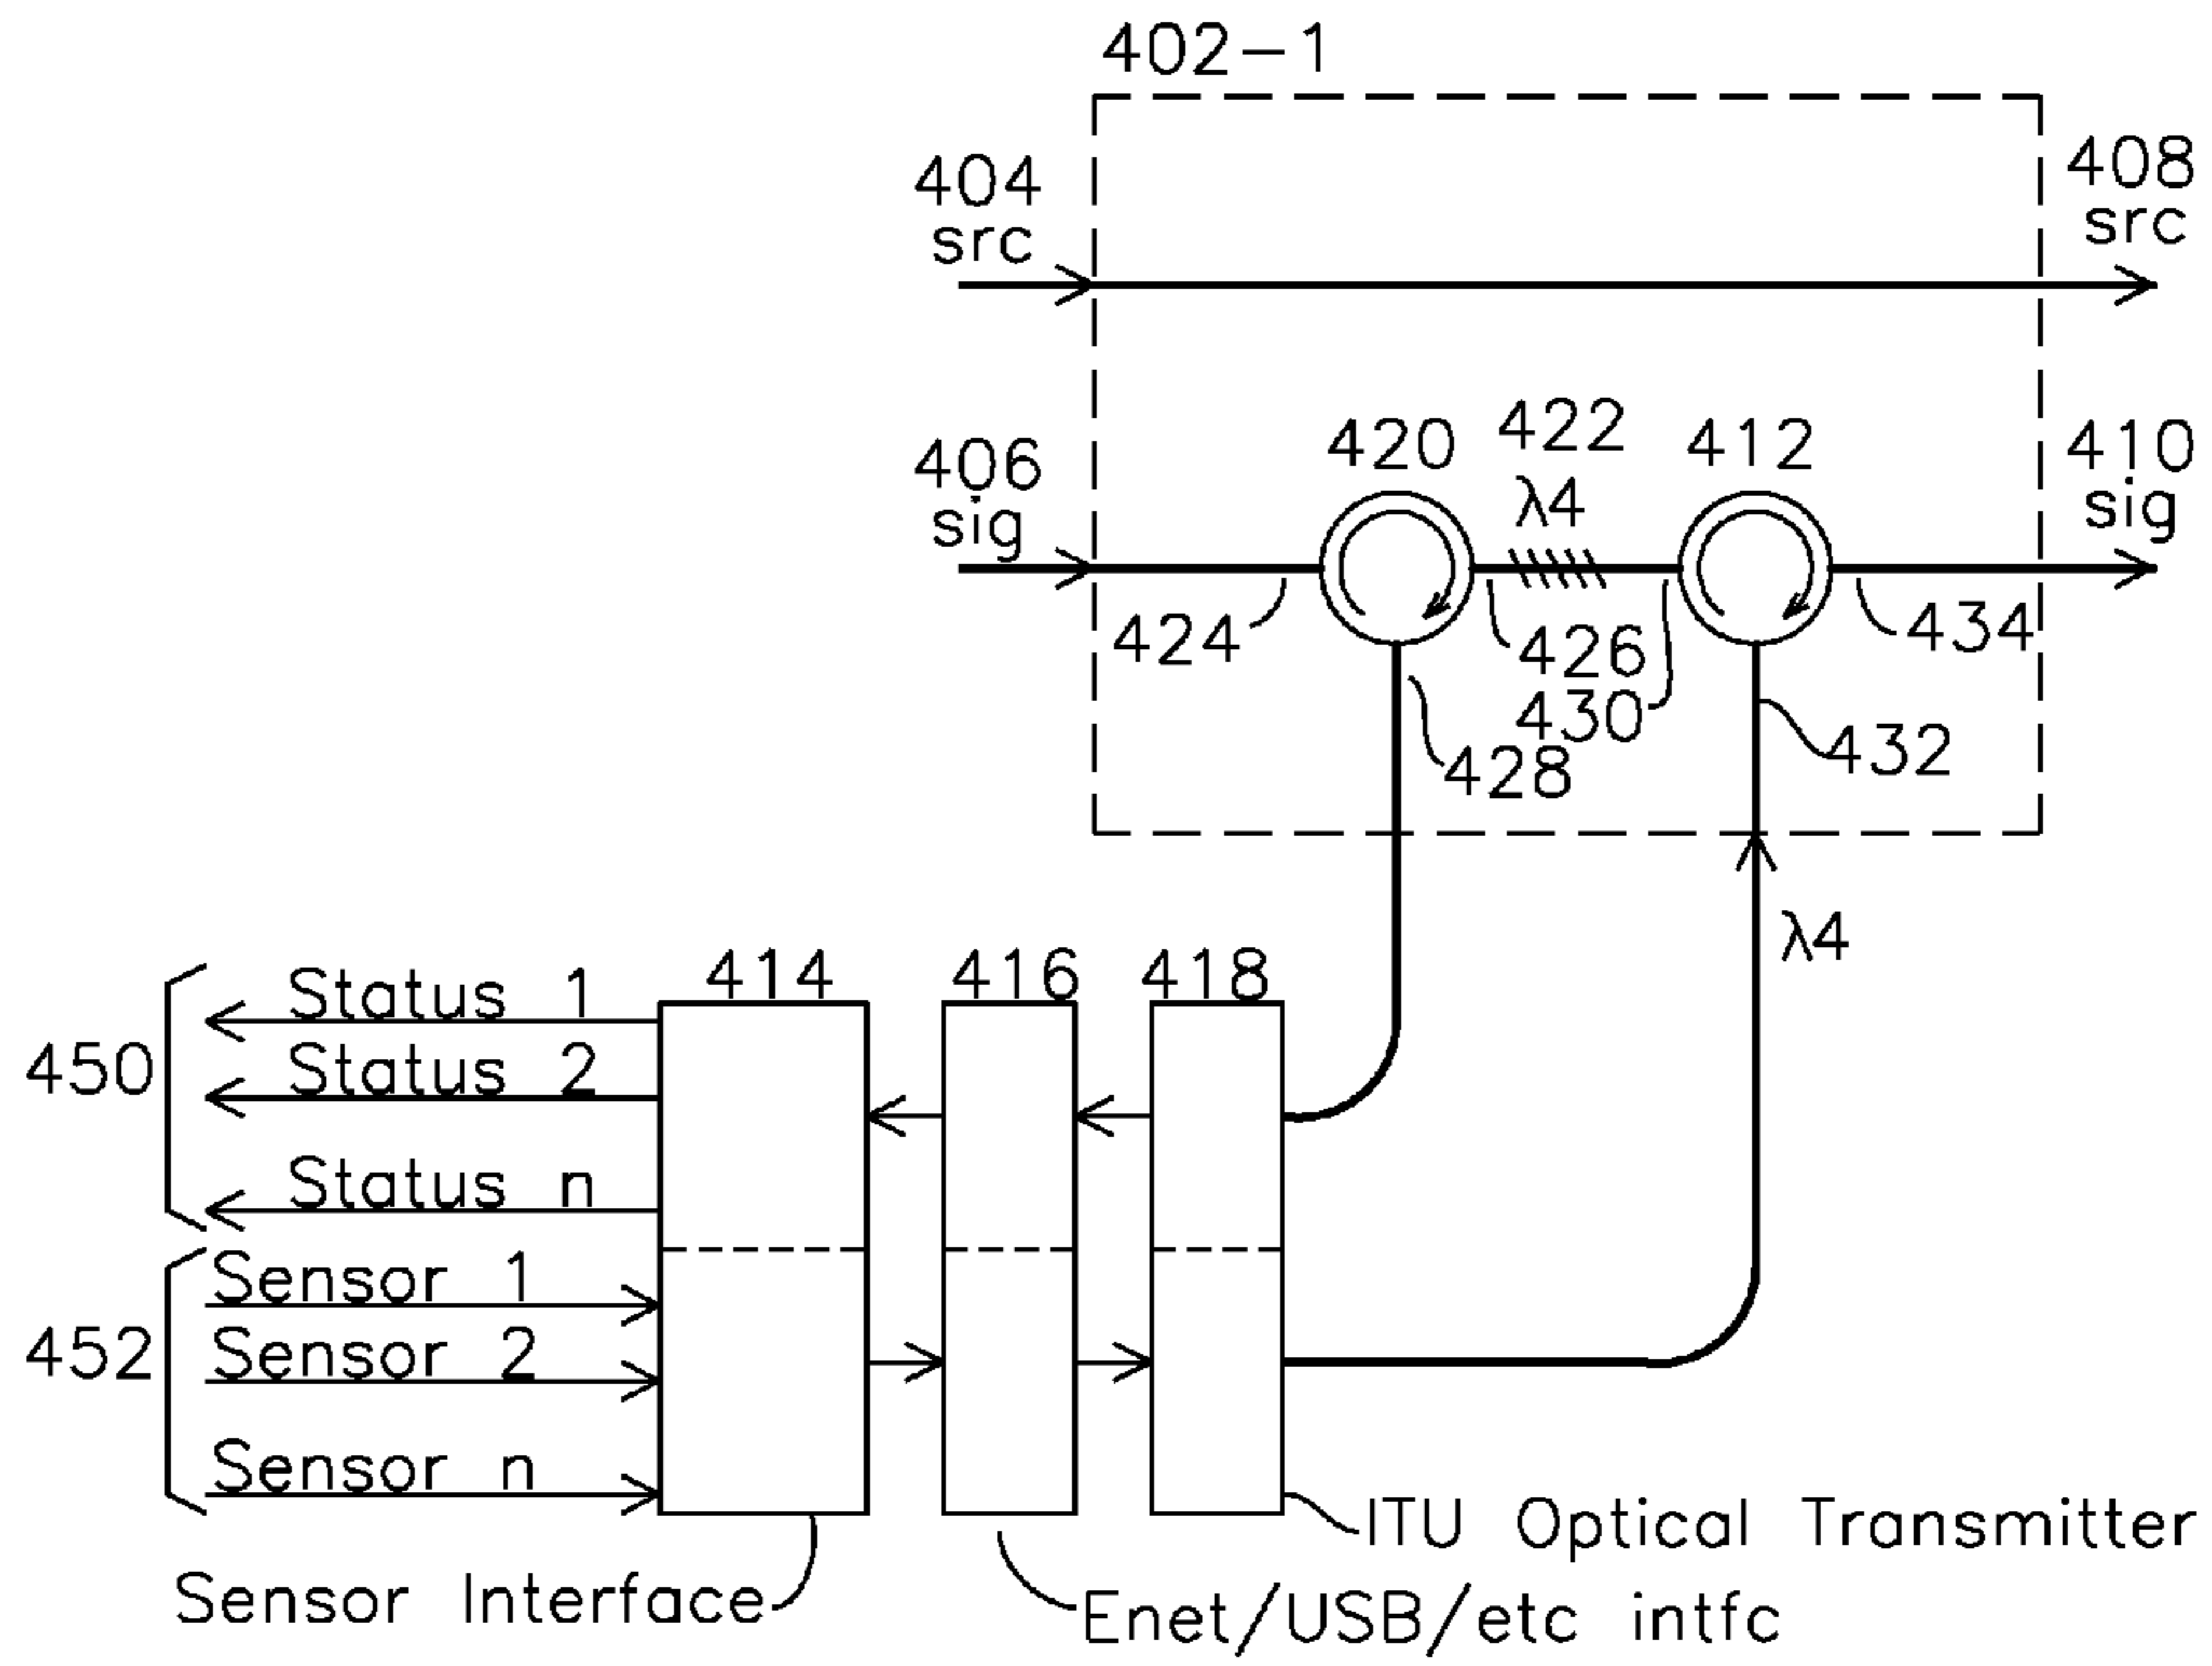 402-1
404
src
408
src
406
sig
420
422
λ4
412
410
sig
424
426
430
428
434
432
λ4
414
416
418
450
Status 1
Status 2
Status n
452
Sensor 1
Sensor 2
Sensor n
ITU Optical Transmitter
Sensor Interface
Enet/USB/etc intfc